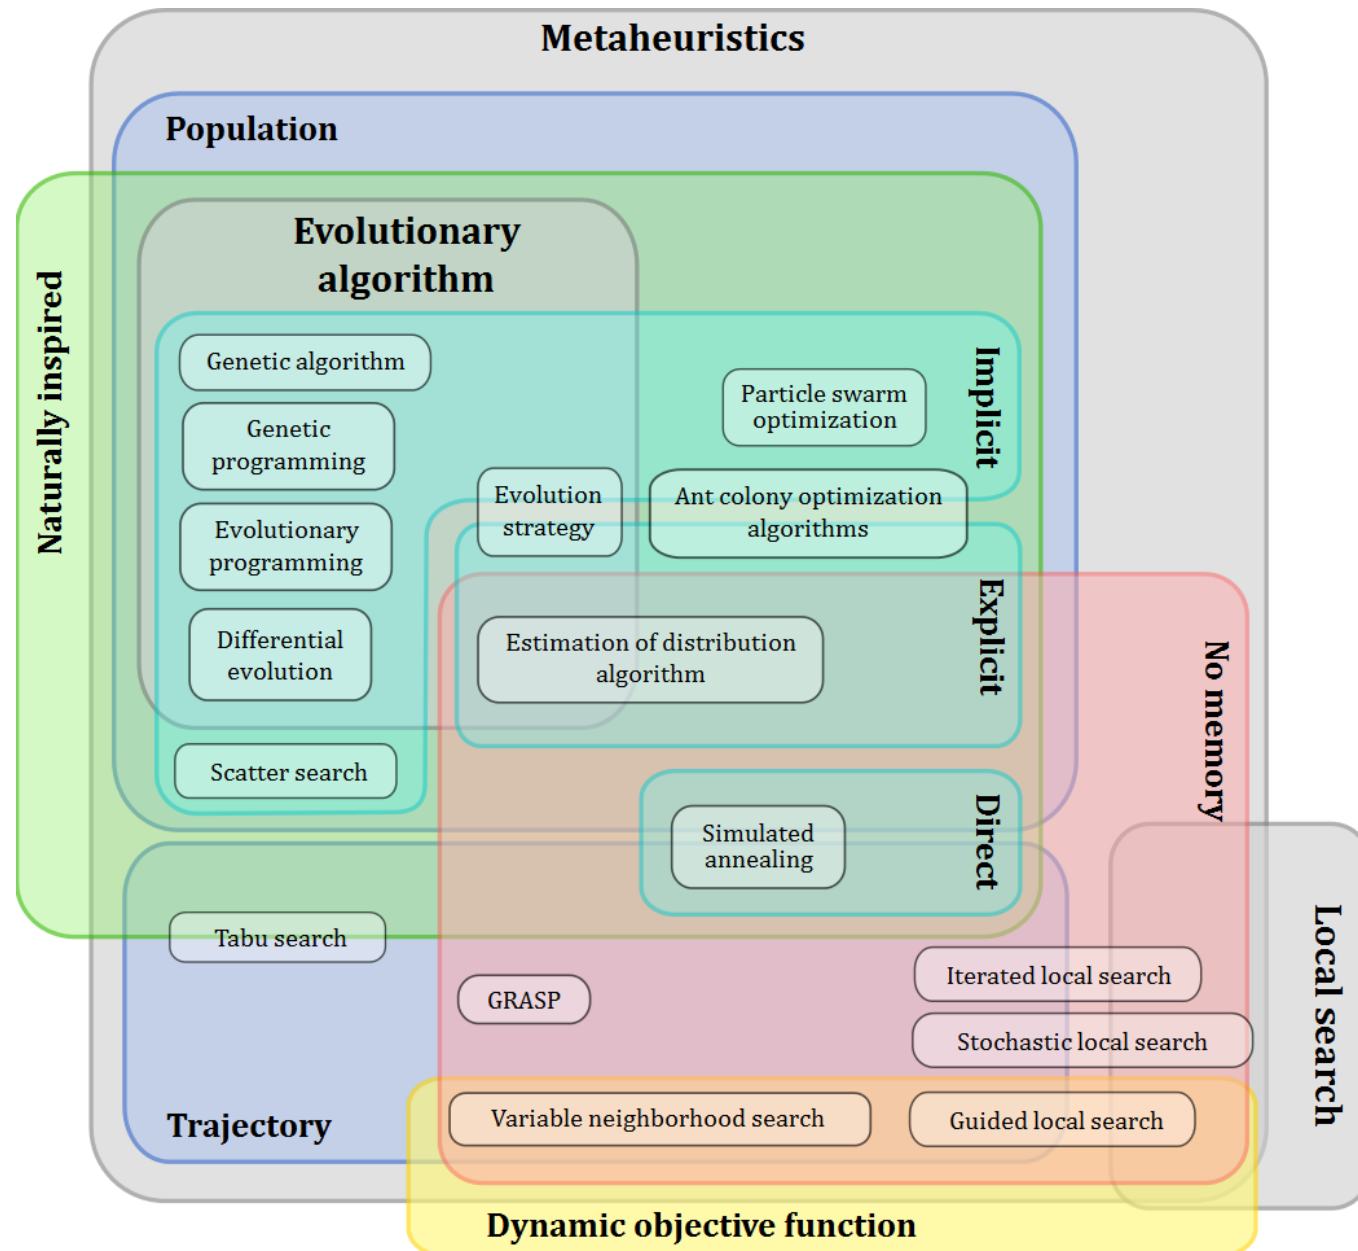 Metaheuristics
Population
Naturally inspired
Evolutionary
algorithm
Implicit
Genetic algorithm
Particle swarm
optimization
Genetic
programming
Evolution
strategy
Ant colony optimization
algorithms
Evolutionary
programming
Explicit
Differential
evolution
Estimation of distribution
algorithm
No memory
Scatter search
Direct
Simulated
annealing
Local search
Tabu search
GRASP
Iterated local search
Stochastic local search
Variable neighborhood search
Guided local search
Trajectory
Dynamic objective function